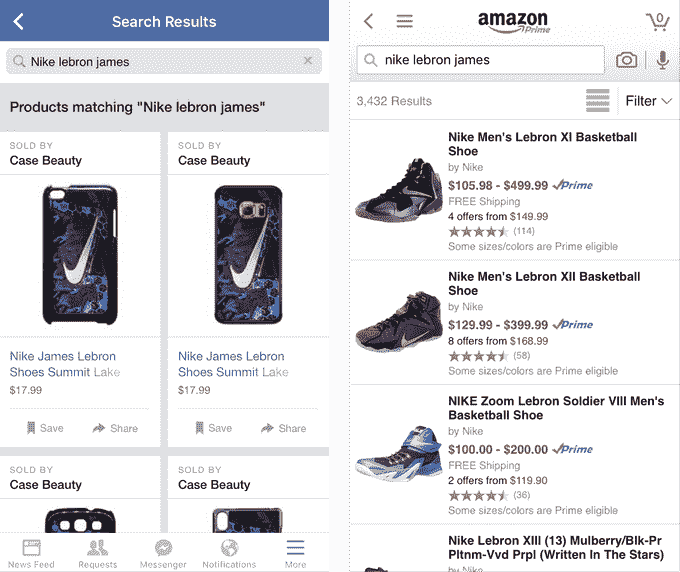 Search Results
Nike lebron james
Products matching "Nike lebron james"
SOLD BY
Case Beauty
SOLD BY
Case Beauty
Nike James Lebron
Shoes Summit Lake
$17.99
Nike James Lebron
Shoes Summit Lake
$17.99
Save
Share
Save
Share
SOLD BY
Case Beauty
SOLD BY
Case Beauty
News Feed
Requests
Messenger
Notifications
More
amazon
Prime
0
nike lebron james
3,432 Results
Filter
Nike Men's Lebron XI Basketball
Shoe
by Nike
$105.98 - $499.99 Prime
FREE Shipping
4 offers from $149.99
(114)
Some sizes/colors are Prime eligible
Nike Men's Lebron XII Basketball
Shoe
by Nike
$129.99 - $399.99 Prime
8 offers from $168.99
(58)
Some sizes/colors are Prime eligible
NIKE Zoom Lebron Soldier VIII Men's
Basketball Shoe
by Nike
$100.00 - $200.00 Prime
FREE Shipping
2 offers from $119.90
(36)
Some sizes/colors are Prime eligible
Nike Lebron XIII (13) Mulberry/Blk-Pr
Pltnm-Vvd Prpl (Written In The Stars)
by Nike